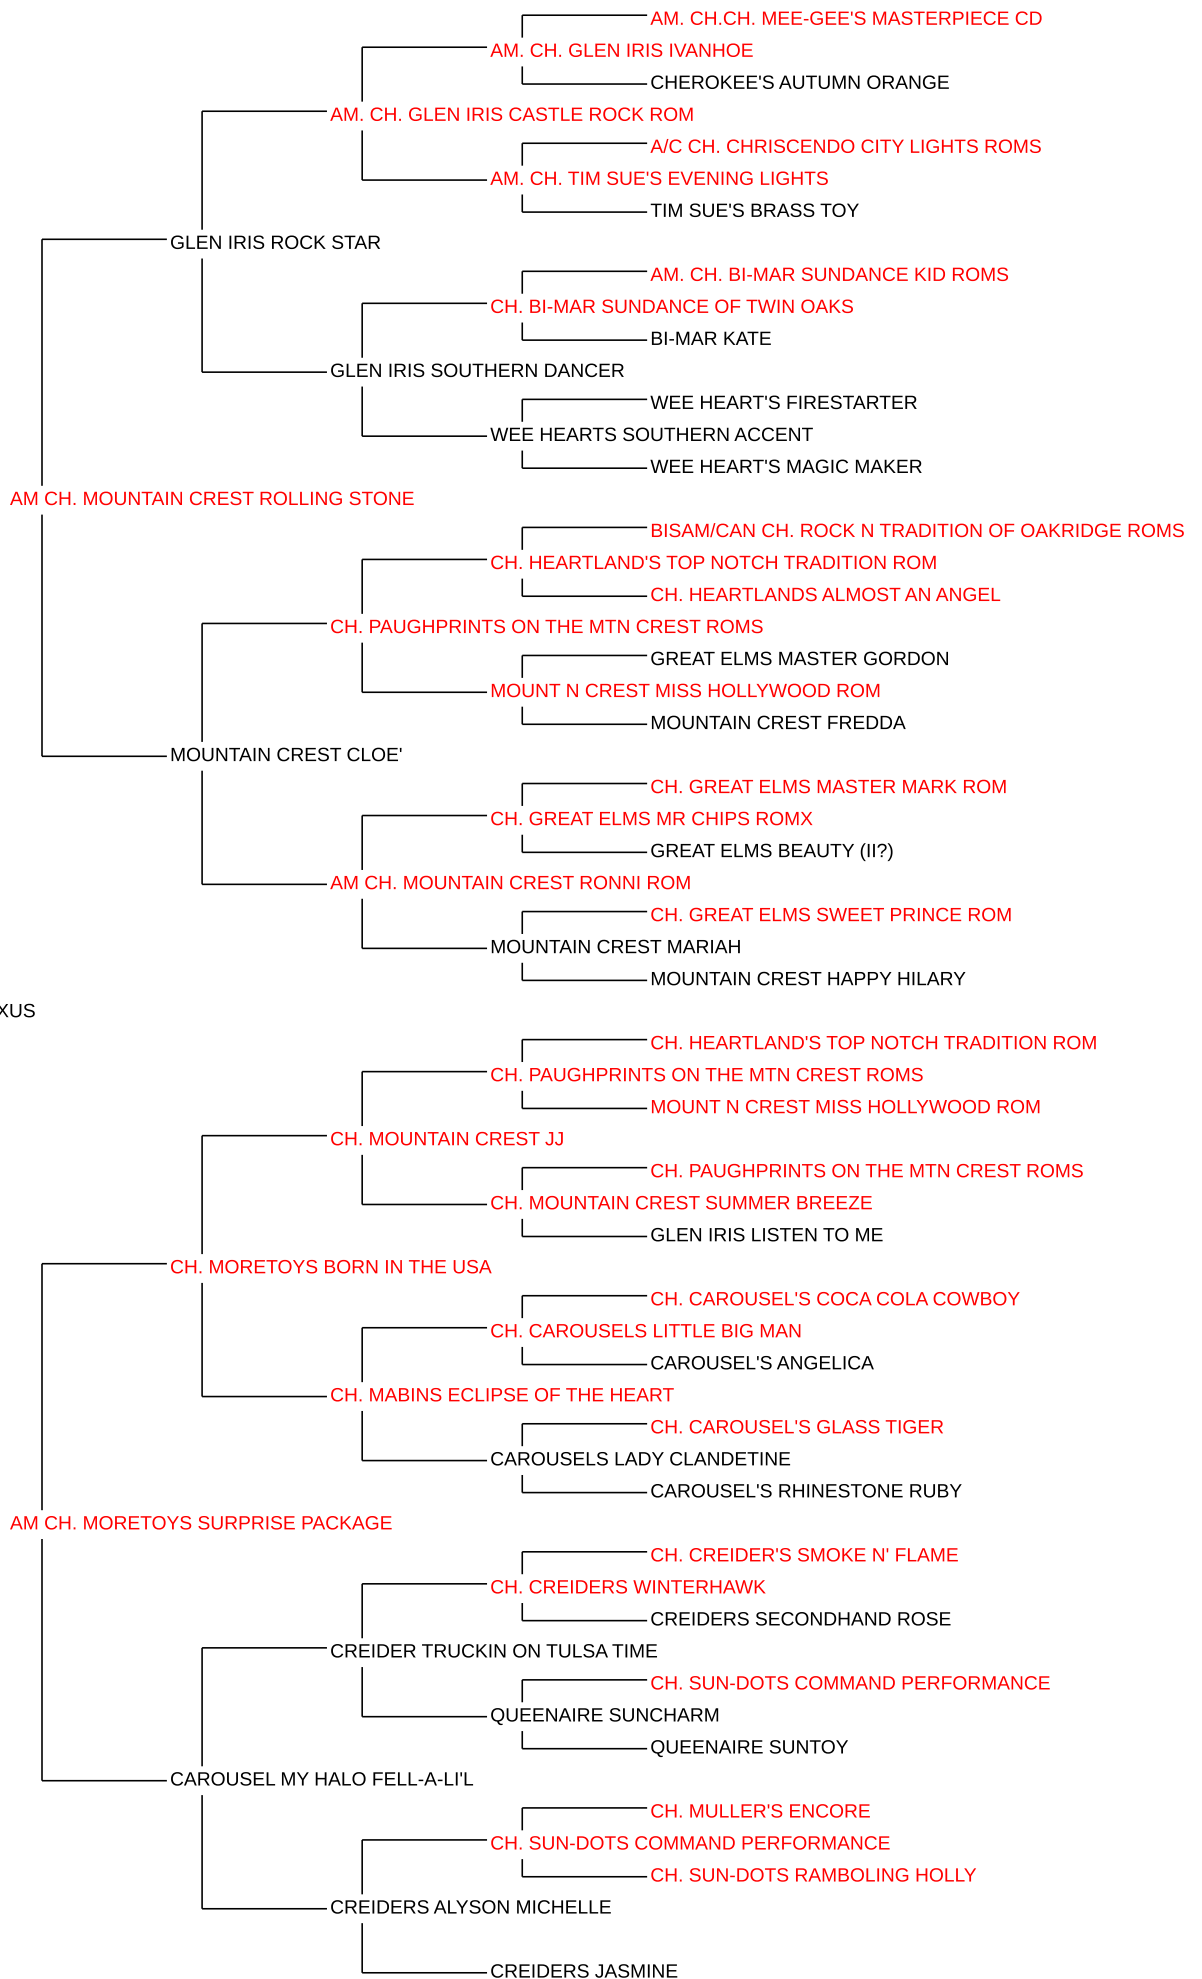 AM. CH.CH. MEE-GEE'S MASTERPIECE CD
AM. CH. GLEN IRIS IVANHOE
CHEROKEE'S AUTUMN ORANGE
AM. CH. GLEN IRIS CASTLE ROCK ROM
A/C CH. CHRISCENDO CITY LIGHTS ROMS
AM. CH. TIM SUE'S EVENING LIGHTS
TIM SUE'S BRASS TOY
GLEN IRIS ROCK STAR
AM. CH. BI-MAR SUNDANCE KID ROMS
CH. BI-MAR SUNDANCE OF TWIN OAKS
BI-MAR KATE
GLEN IRIS SOUTHERN DANCER
WEE HEART'S FIRESTARTER
WEE HEARTS SOUTHERN ACCENT
WEE HEART'S MAGIC MAKER
AM CH. MOUNTAIN CREST ROLLING STONE
BISAM/CAN CH. ROCK N TRADITION OF OAKRIDGE ROMS
CH. HEARTLAND'S TOP NOTCH TRADITION ROM
CH. HEARTLANDS ALMOST AN ANGEL
CH. PAUGHPRINTS ON THE MTN CREST ROMS
GREAT ELMS MASTER GORDON
MOUNT N CREST MISS HOLLYWOOD ROM
MOUNTAIN CREST FREDDA
MOUNTAIN CREST CLOE'
CH. GREAT ELMS MASTER MARK ROM
CH. GREAT ELMS MR CHIPS ROMX
GREAT ELMS BEAUTY (II?)
AM CH. MOUNTAIN CREST RONNI ROM
CH. GREAT ELMS SWEET PRINCE ROM
MOUNTAIN CREST MARIAH
MOUNTAIN CREST HAPPY HILARY
XUS
CH. HEARTLAND'S TOP NOTCH TRADITION ROM
CH. PAUGHPRINTS ON THE MTN CREST ROMS
MOUNT N CREST MISS HOLLYWOOD ROM
CH. MOUNTAIN CREST JJ
CH. PAUGHPRINTS ON THE MTN CREST ROMS
CH. MOUNTAIN CREST SUMMER BREEZE
GLEN IRIS LISTEN TO ME
CH. MORETOYS BORN IN THE USA
CH. CAROUSEL'S COCA COLA COWBOY
CH. CAROUSELS LITTLE BIG MAN
CAROUSEL'S ANGELICA
CH. MABINS ECLIPSE OF THE HEART
CH. CAROUSEL'S GLASS TIGER
CAROUSELS LADY CLANDETINE
CAROUSEL'S RHINESTONE RUBY
AM CH. MORETOYS SURPRISE PACKAGE
CH. CREIDER'S SMOKE N' FLAME
CH. CREIDERS WINTERHAWK
CREIDERS SECONDHAND ROSE
CREIDER TRUCKIN ON TULSA TIME
CH. SUN-DOTS COMMAND PERFORMANCE
QUEENAIRE SUNCHARM
QUEENAIRE SUNTOY
CAROUSEL MY HALO FELL-A-LI'L
CH. MULLER'S ENCORE
CH. SUN-DOTS COMMAND PERFORMANCE
CH. SUN-DOTS RAMBOLING HOLLY
CREIDERS ALYSON MICHELLE
CREIDERS JASMINE